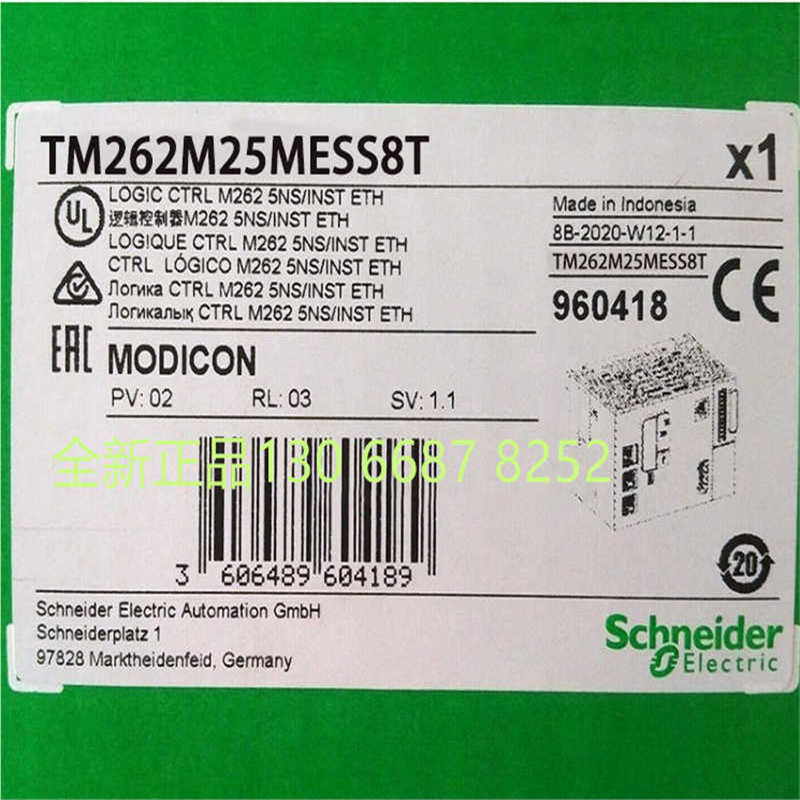 TM262M25MESS8T
x1
UL
LOGIC CTRL M262 5NS/INST ETH
逻辑控制器M262 5NS/INST ETH
LOGIQUE CTRL M262 5NS/INST ETH
CTRL LÓGICO M262 5NS/INST ETH
Логика CTRL M262 5NS/INST ETH
Логикалық CTRL M262 5NS/INST ETH
Made in Indonesia
8B-2020-W12-1-1
TM262M25MESS8T
960418
CE
EAC
MODICON
PV: 02 RL: 03 SV: 1.1
全新正品130 6687 8252
3 606489 604189
20
Schneider Electric Automation GmbH
Schneiderplatz 1
97828 Marktheidenfeld, Germany
Schneider
Electric